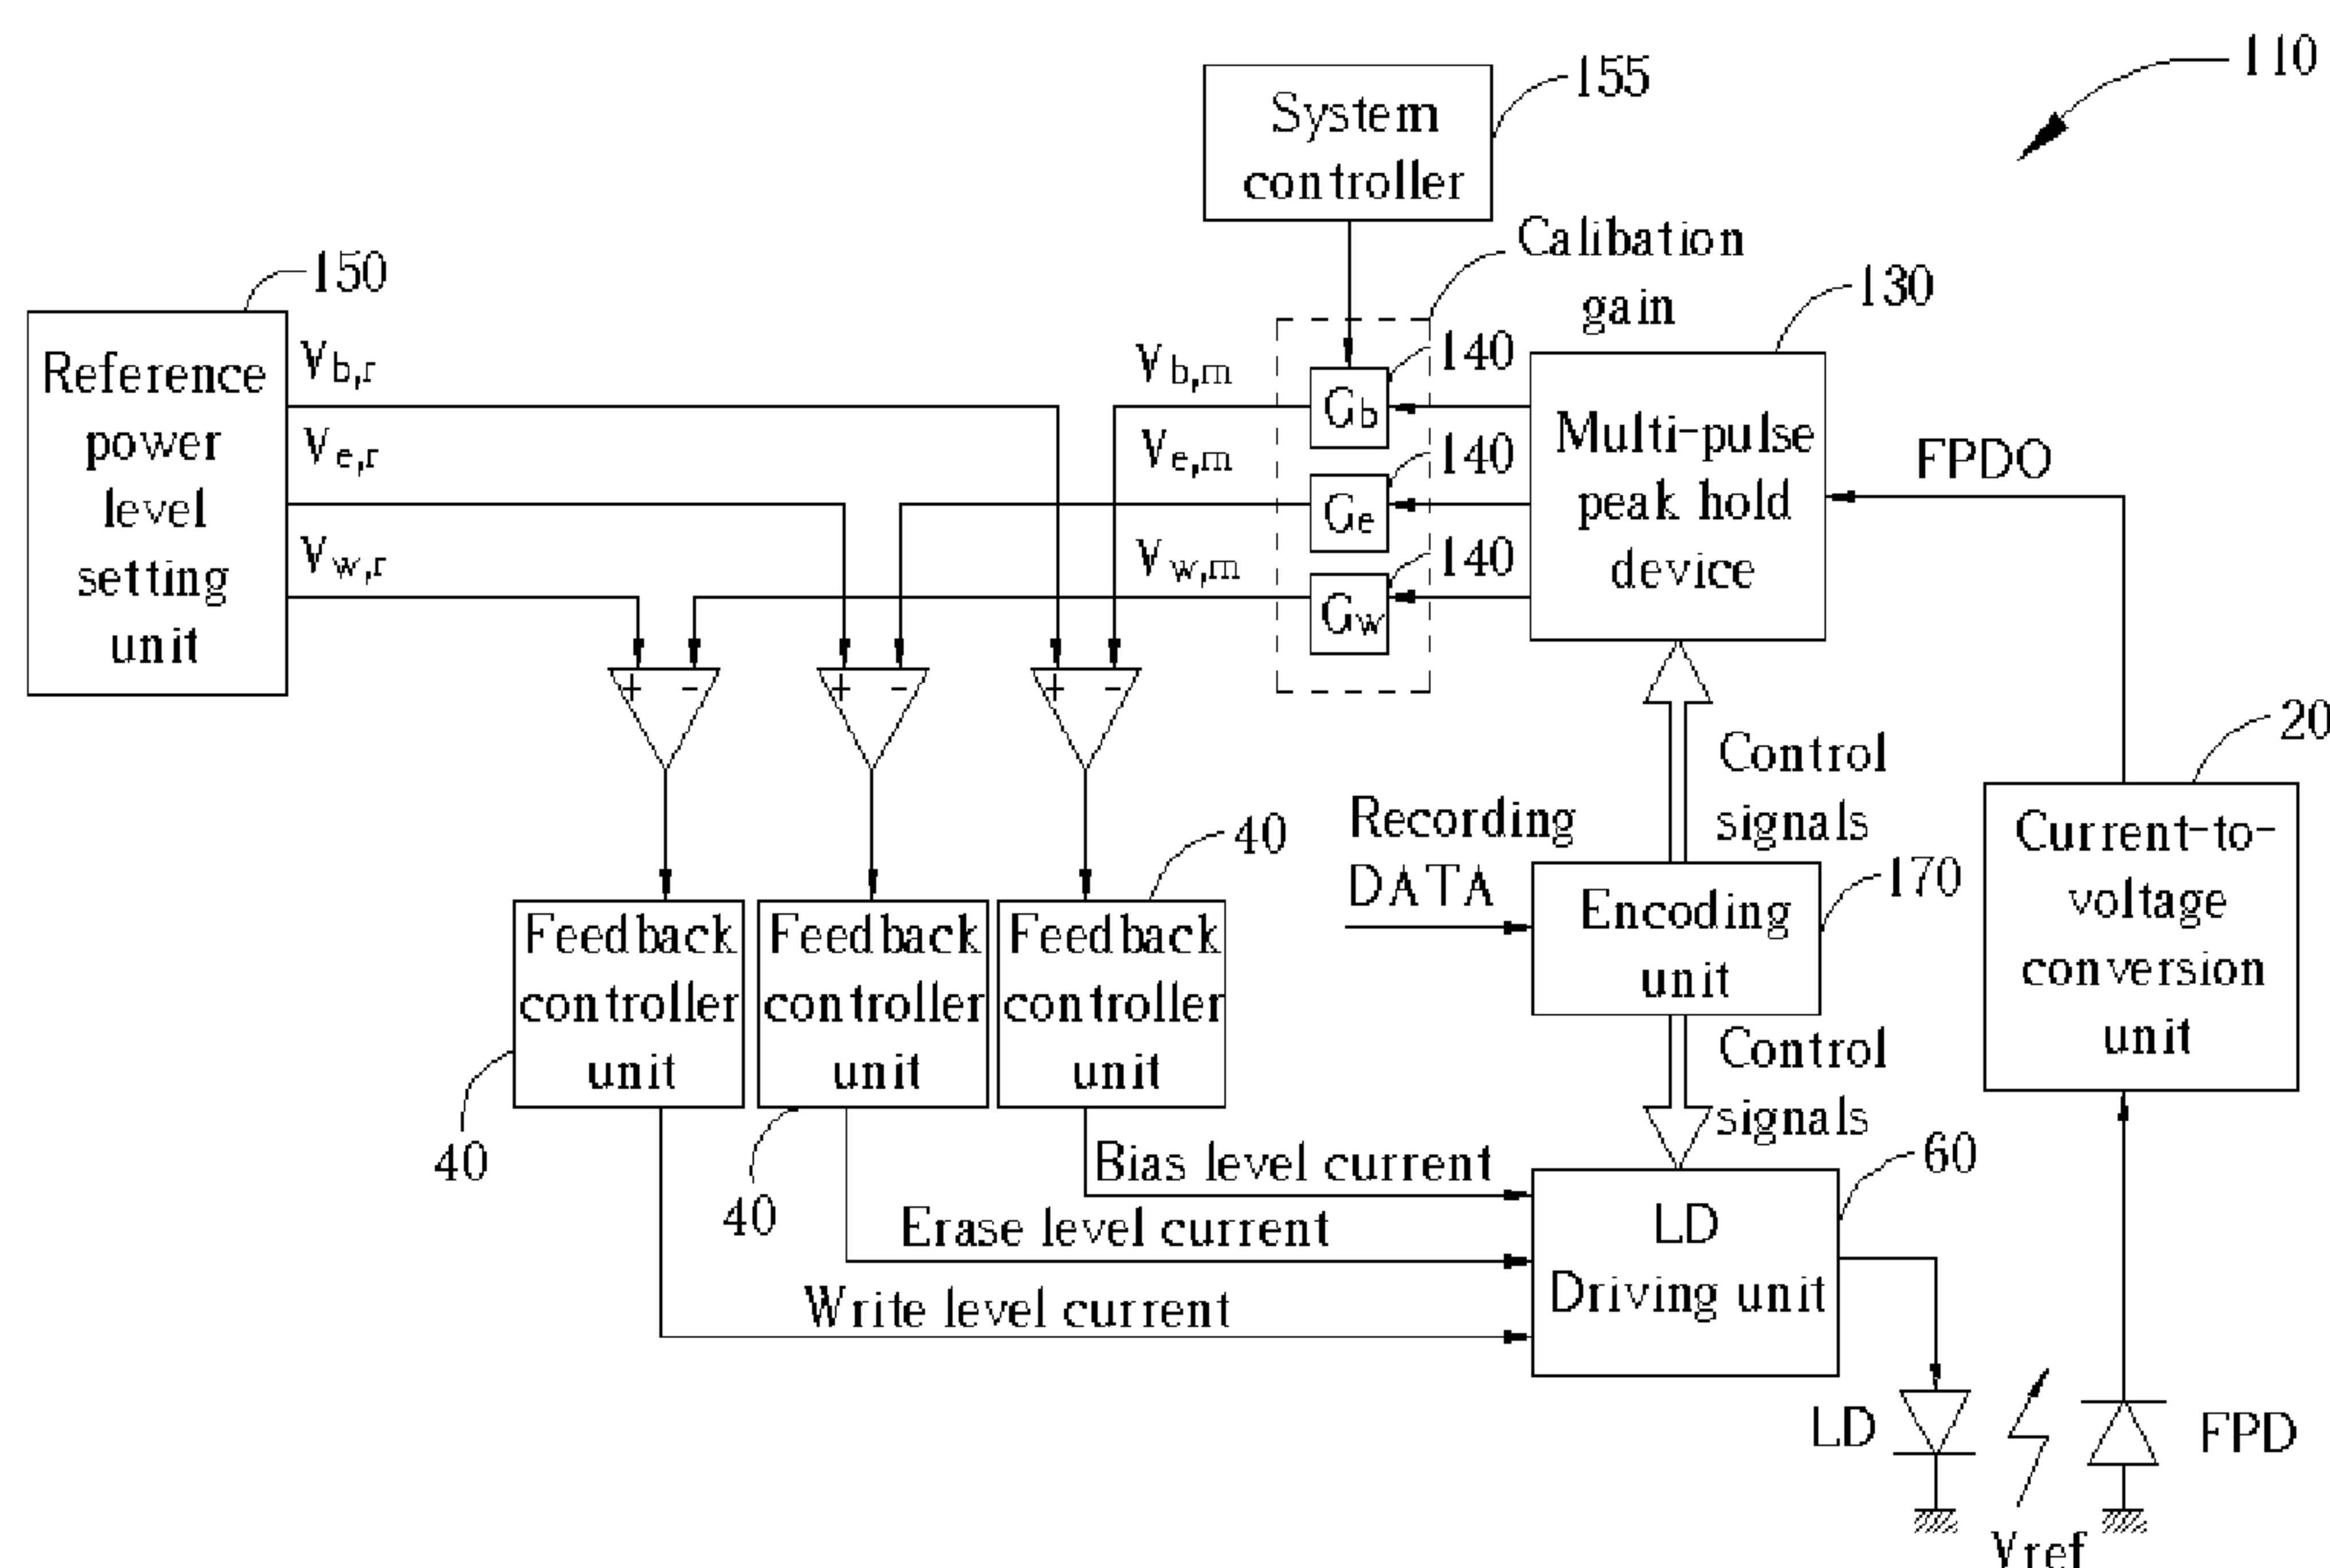 110
155
System
controller
Calibation
gain
150
130
Reference
power
level
setting
unit
Vb,r
Ve,r
Vw,r
Vb,m
Ve,m
Vw,m
140
Gb
140
Ge
140
Gw
Multi-pulse
peak hold
device
FPDO
+ -
+ -
+ -
20
Control
signals
Recording
DATA
170
Encoding
unit
Current-to-
voltage
conversion
unit
40
Feedback
controller
unit
Feedback
controller
unit
Feedback
controller
unit
40
40
Control
signals
60
Bias level current
Erase level current
Write level current
LD
Driving unit
LD
FPD
Vref